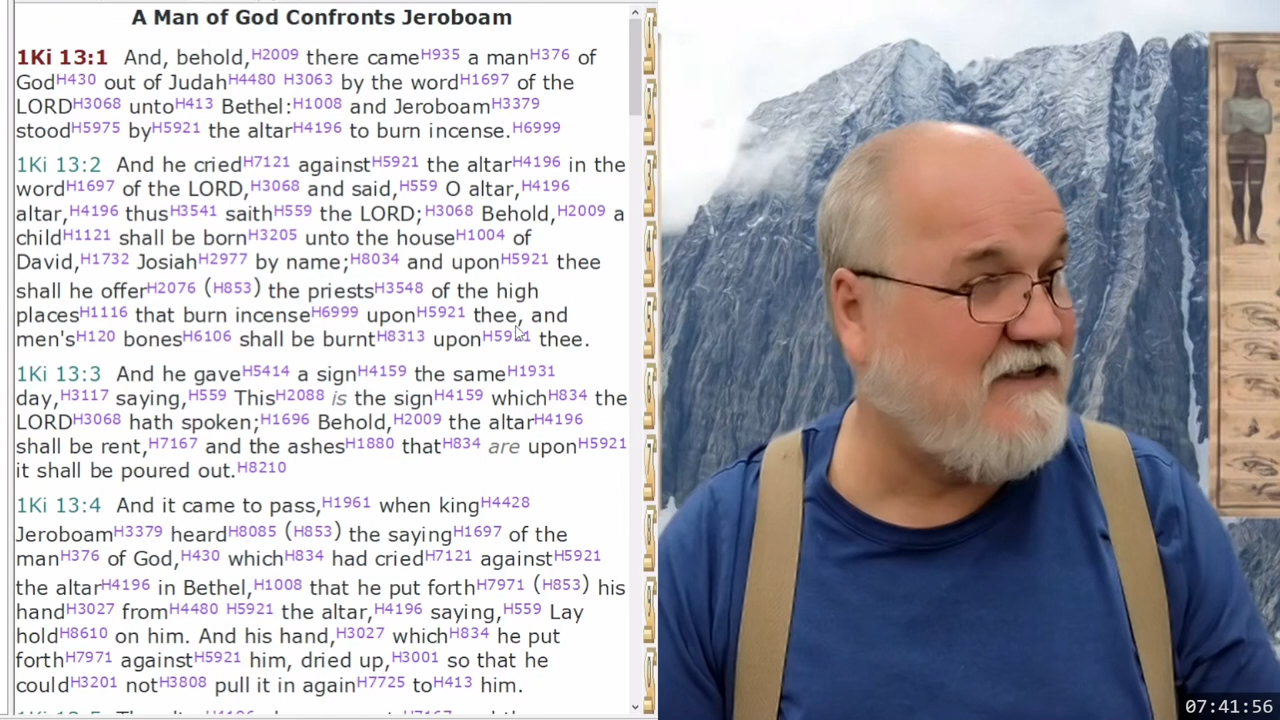 A Man of God Confronts Jeroboam
1Ki 13:1 And, behold,H2009 there cameH935 a manH376 of
GodH430 out of JudahH4480 H3063 by the wordH1697 of the
LORDH3068 untoH413 Bethel:H1008 and JeroboamH3379
stoodH5975 byH5921 the altarH4196 to burn incense.H6999
1Ki 13:2 And he criedH7121 againstH5921 the altarH4196 in the
wordH1697 of the LORD,H3068 and said,H559 O altar,H4196
altar,H4196 thusH3541 saithH559 the LORD;H3068 Behold,H2009 a
childH1121 shall be bornH3205 unto the houseH1004 of
David,H1732 JosiahH2977 by name;H8034 and uponH5921 thee
shall he offerH2076 (H853) the priestsH3548 of the high
placesH1116 that burn incenseH6999 uponH5921 thee, and
men'sH120 bonesH6106 shall be burntH8313 uponH5921 thee.
1Ki 13:3 And he gaveH5414 a signH4159 the sameH1931
day,H3117 saying,H559 ThisH2088 is the signH4159 whichH834 the
LORDH3068 hath spoken;H1696 Behold,H2009 the altarH4196
shall be rent,H7167 and the ashesH1880 thatH834 are uponH5921
it shall be poured out.H8210
1Ki 13:4 And it came to pass,H1961 when kingH4428
JeroboamH3379 heardH8085 (H853) the sayingH1697 of the
manH376 of God,H430 whichH834 had criedH7121 againstH5921
the altarH4196 in Bethel,H1008 that he put forthH7971 (H853) his
handH3027 fromH4480 H5921 the altar,H4196 saying,H559 Lay
holdH8610 on him. And his hand,H3027 whichH834 he put
forthH7971 againstH5921 him, dried up,H3001 so that he
couldH3201 notH3808 pull it in againH7725 toH413 him.
07:41:56